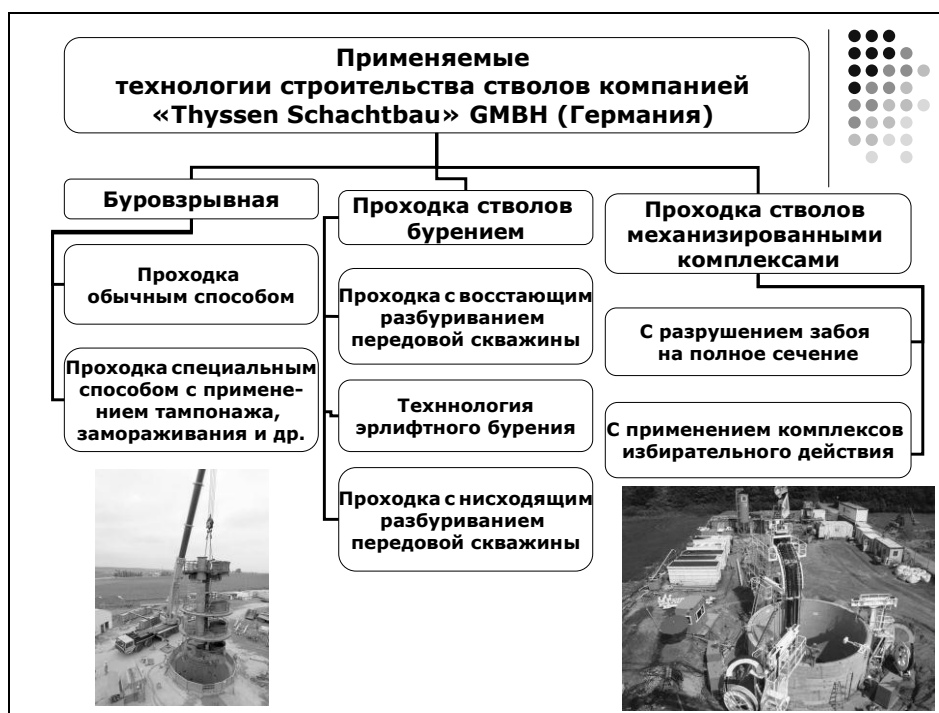 Применяемые
технологии строительства стволов компанией
«Thyssen Schachtbau» GMBH (Германия)
Буровзрывная
Проходка
обычным способом
Проходка специальным
способом с примене-
нием тампонажа,
замораживания и др.
Проходка стволов
бурением
Проходка с восстающим
разбуриванием
передовой скважины
Техннология
эрлифтного бурения
Проходка с нисходящим
разбуриванием
передовой скважины
Проходка стволов
механизированными
комплексами
С разрушением забоя
на полное сечение
С применением комплексов
избирательного действия